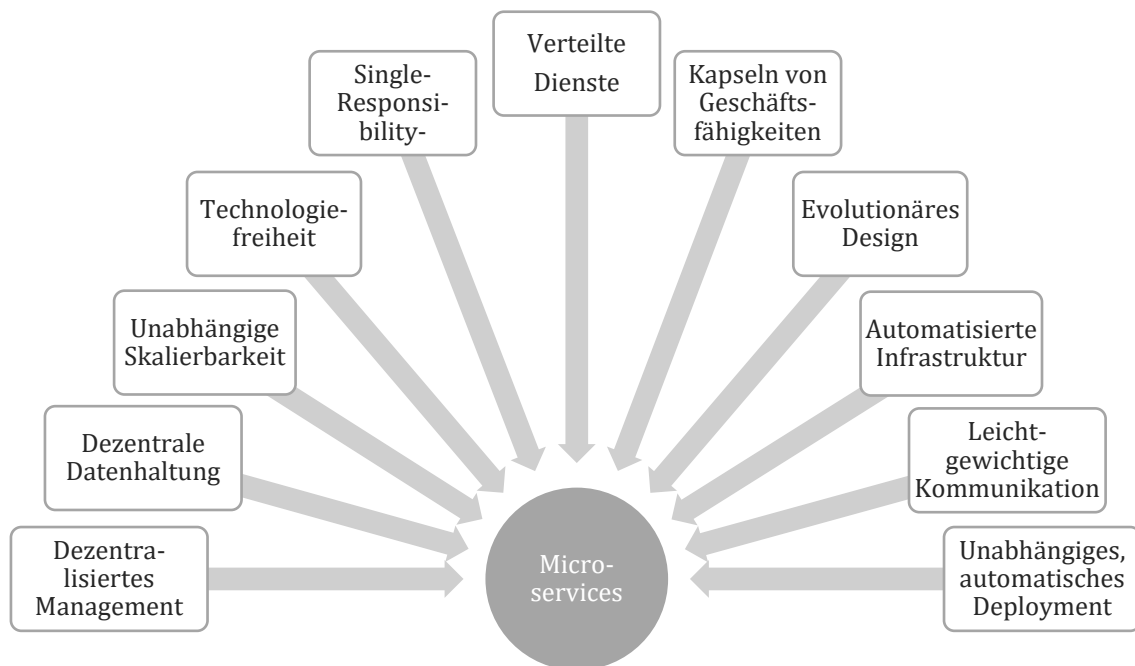 Verteilte
Dienste
Single-
Responsi-
bility-
Kapseln von
Geschäfts-
fähigkeiten
Technologie-
freiheit
Evolutionäres
Design
Unabhängige
Skalierbarkeit
Automatisierte
Infrastruktur
Dezentrale
Datenhaltung
Leicht-
gewichtige
Kommunikation
Dezentra-
lisiertes
Management
Micro-
services
Unabhängiges,
automatisches
Deployment